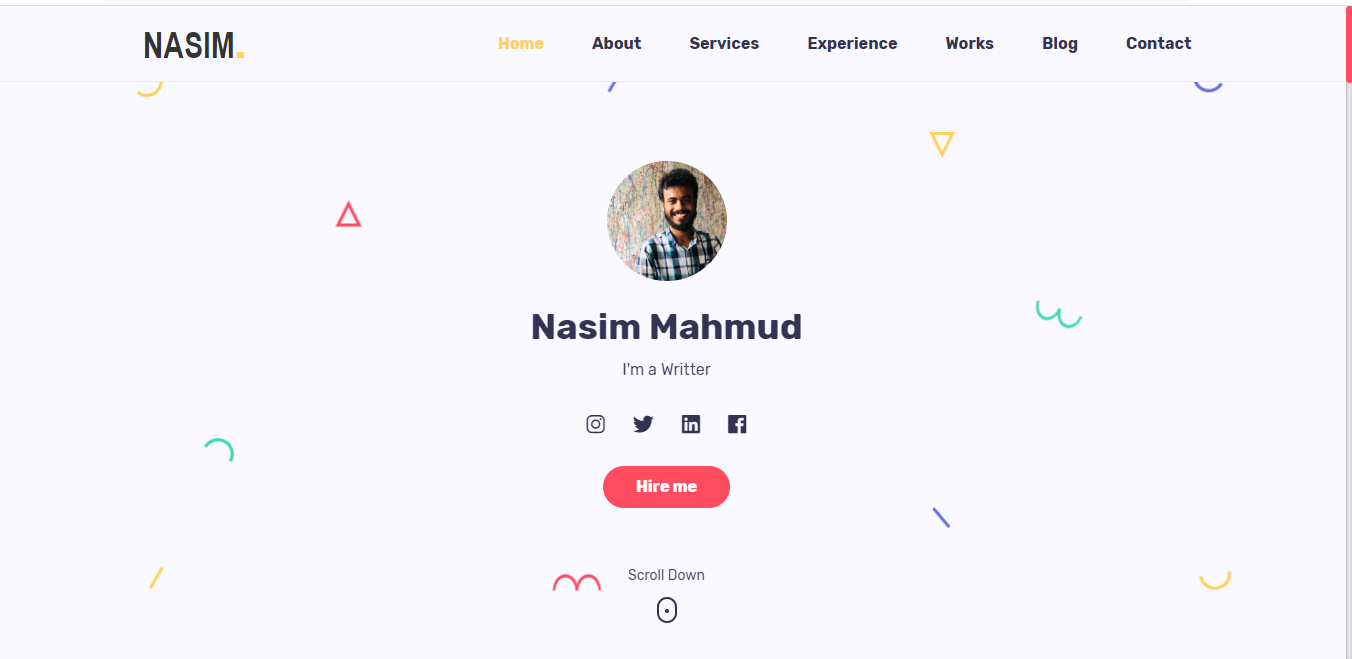 NASIM.
Home About Services Experience Works Blog Contact
Nasim Mahmud
I'm a Writter
Hire me
Scroll Down